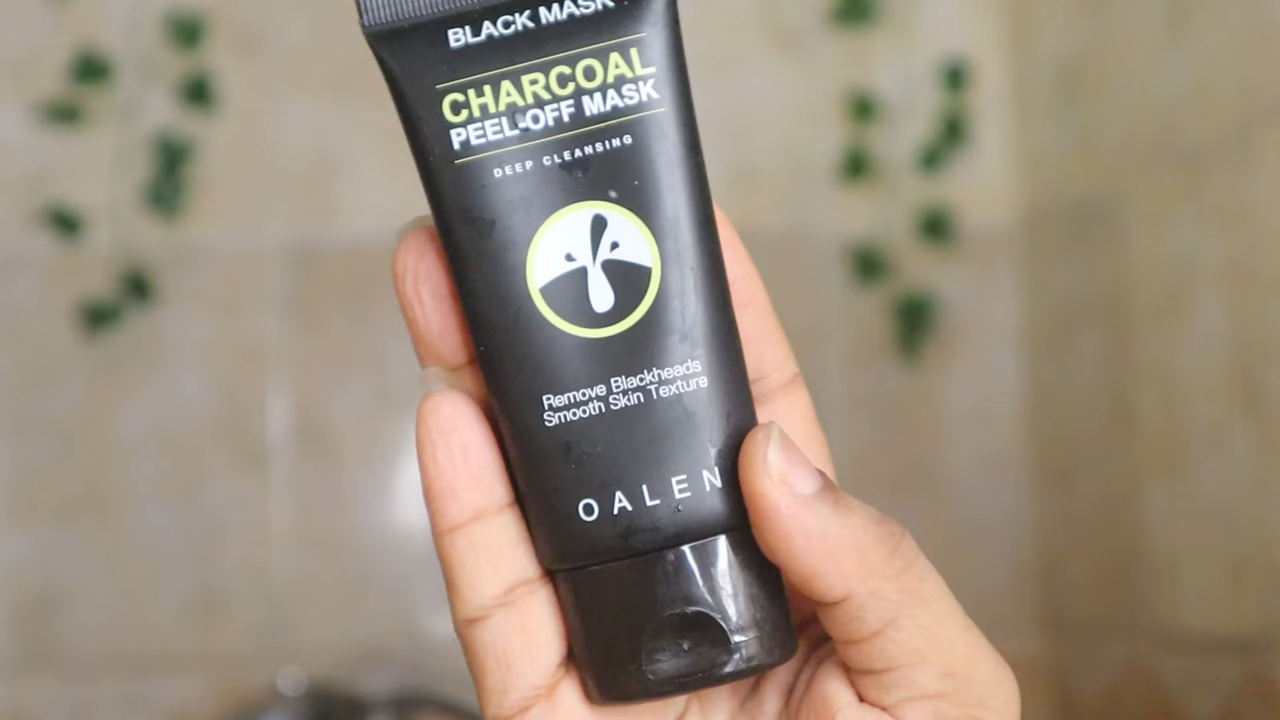 BLACK MASK
CHARCOAL
PEEL-OFF MASK
DEEP CLEANSING
Remove Blackheads
Smooth Skin Texture
OALEN